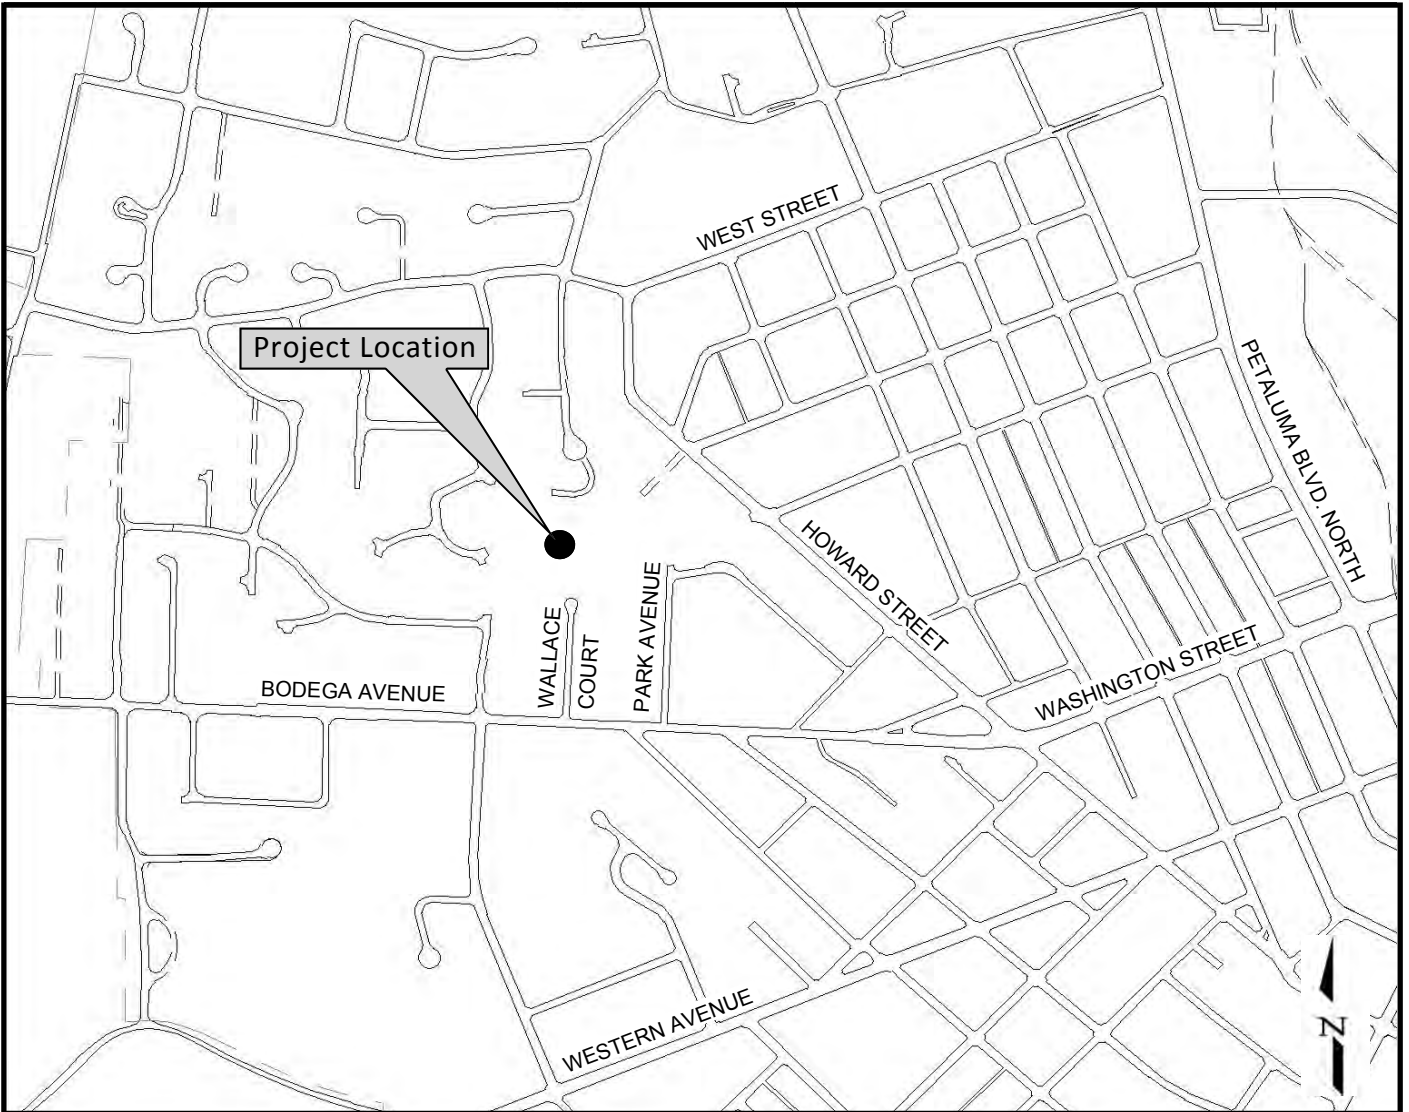 WEST STREET
Project Location
PETALUMA BLVD. NORTH
HOWARD STREET
WALLACE
COURT
PARK AVENUE
WASHINGTON STREET
BODEGA AVENUE
WESTERN AVENUE
N